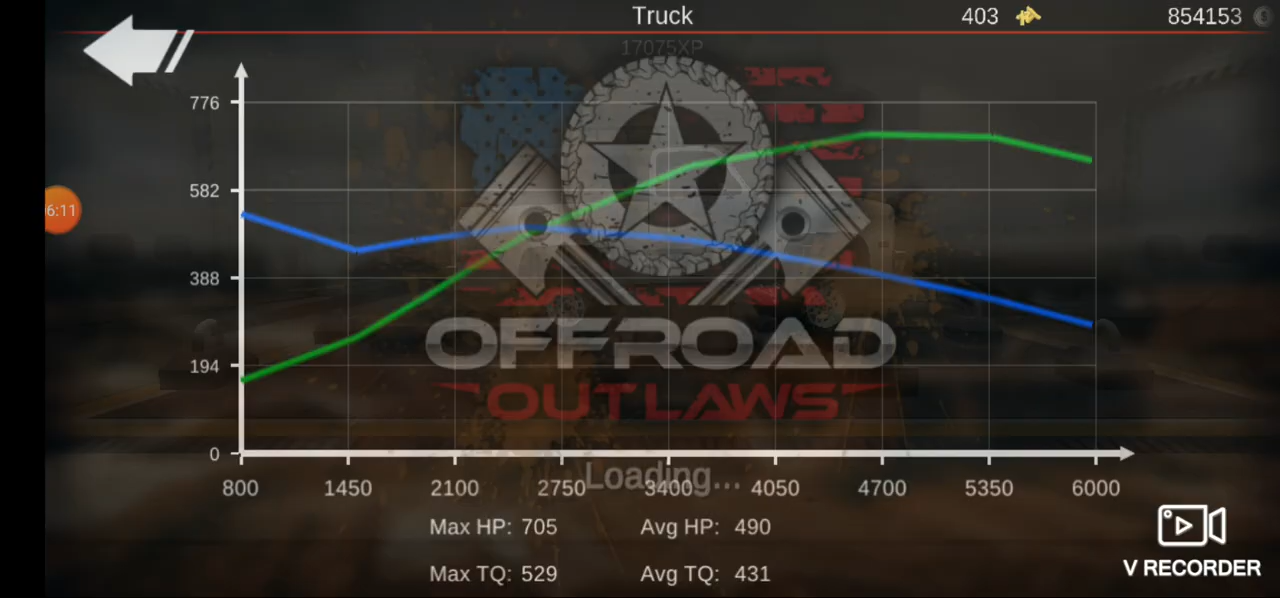 Truck
403
854153
17075XP
776
582
388
194
0
6:11
OFFROAD
OUTLAWS
Loading...
800 1450 2100 2750 3400 4050 4700 5350 6000
Max HP: 705 Avg HP: 490
Max TQ: 529 Avg TQ: 431
V RECORDER